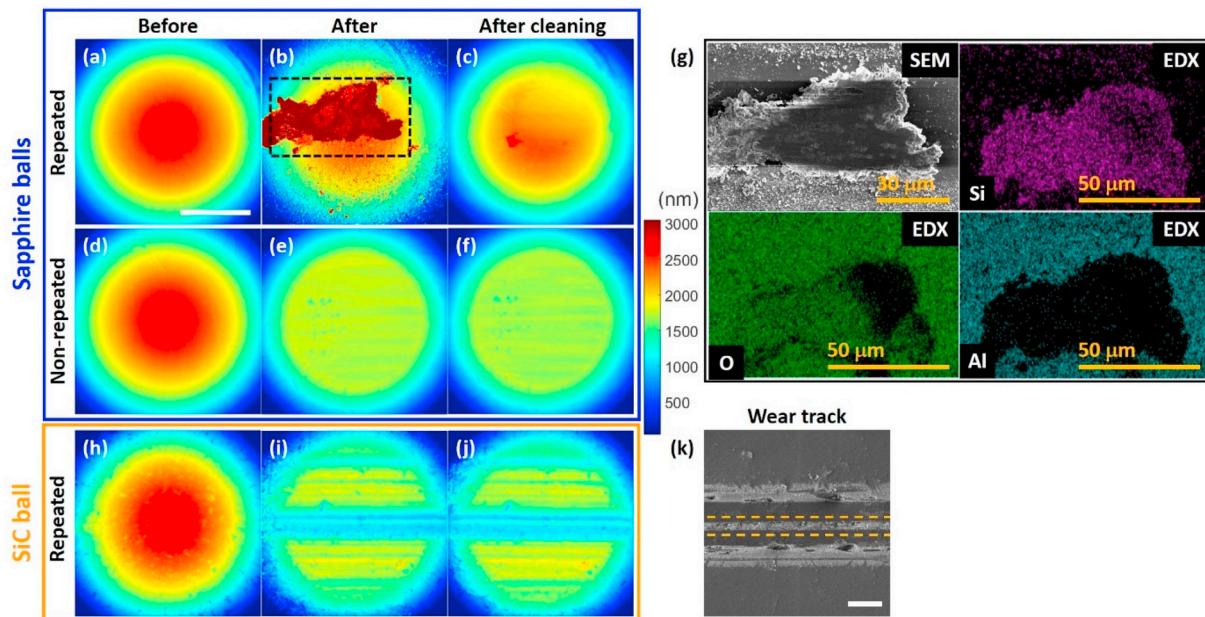 Before After After cleaning
Sapphire balls
Repeated
(a) (b) (c)
Non-repeated
(d) (e) (f)
SiC ball
Repeated
(h) (i) (j)
(nm)
3000
2500
2000
1500
1000
500
(g)
SEM
30 μm
EDX
Si
50 μm
EDX
O
50 μm
EDX
Al
50 μm
Wear track
(k)